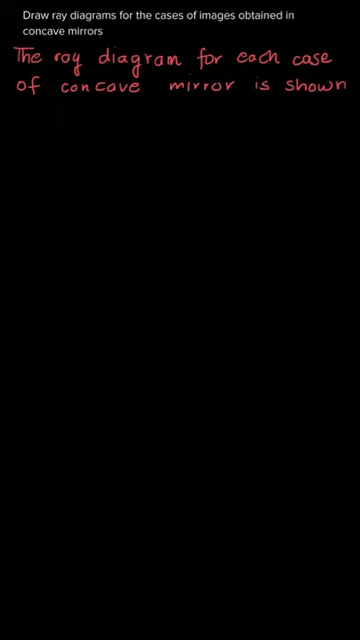 Draw ray diagrams for the cases of images obtained in
concave mirrors
The ray diagram for each case
of concave mirror is shown